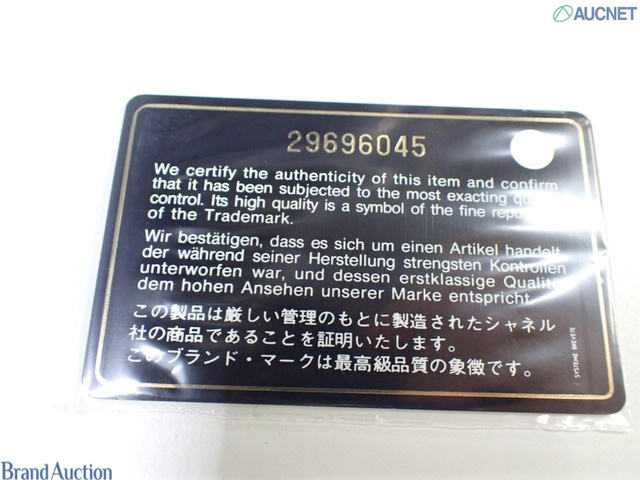 AUCNET
29696045
We certify the authenticity of this item and confirm
that it has been subjected to the most exacting
control. Its high quality is a symbol of the fine
of the Trademark.
Wir bestätigen, dass es sich um einen Artikel handelt
der während seiner Herstellung strengsten Kontrollen
unterworfen war, und dessen erstklassige Qualität
dem hohen Ansehen unserer Marke entspricht.
この製品は厳しい管理のもとに製造されたシャネル
社の商品であることを証明いたします。
このブランド・マークは最高級品質の象徴です。
SYSTEME BREVETE
Brand Auction